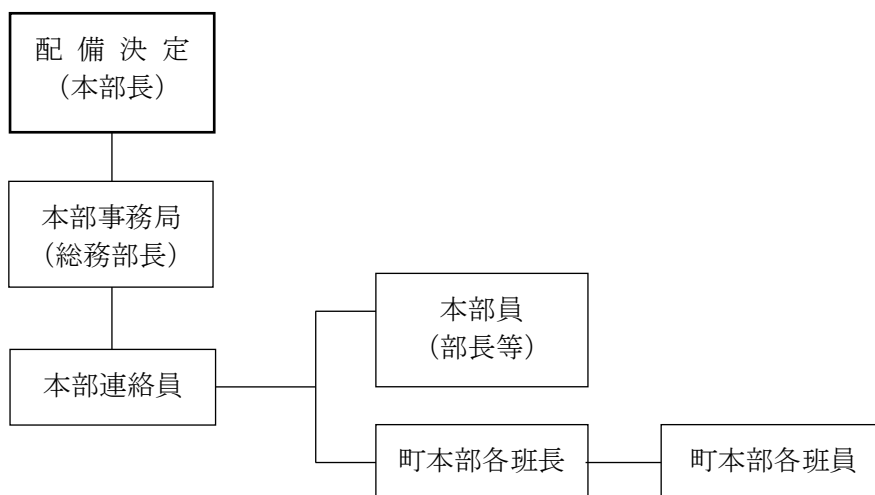 配備決定
（本部長）
本部事務局
（総務部長）
本部連絡員
本部員
（部長等）
町本部各班長
町本部各班員